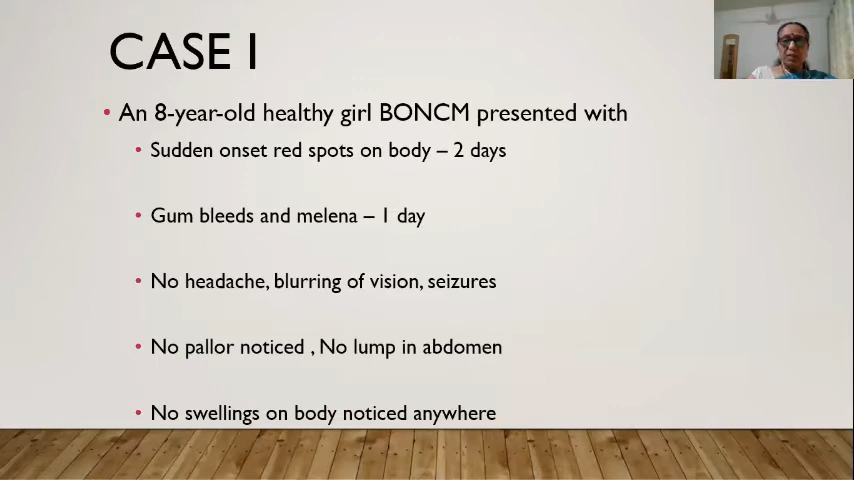 CASE I
• An 8-year-old healthy girl BONCM presented with
• Sudden onset red spots on body – 2 days
• Gum bleeds and melena – 1 day
• No headache, blurring of vision, seizures
• No pallor noticed , No lump in abdomen
• No swellings on body noticed anywhere